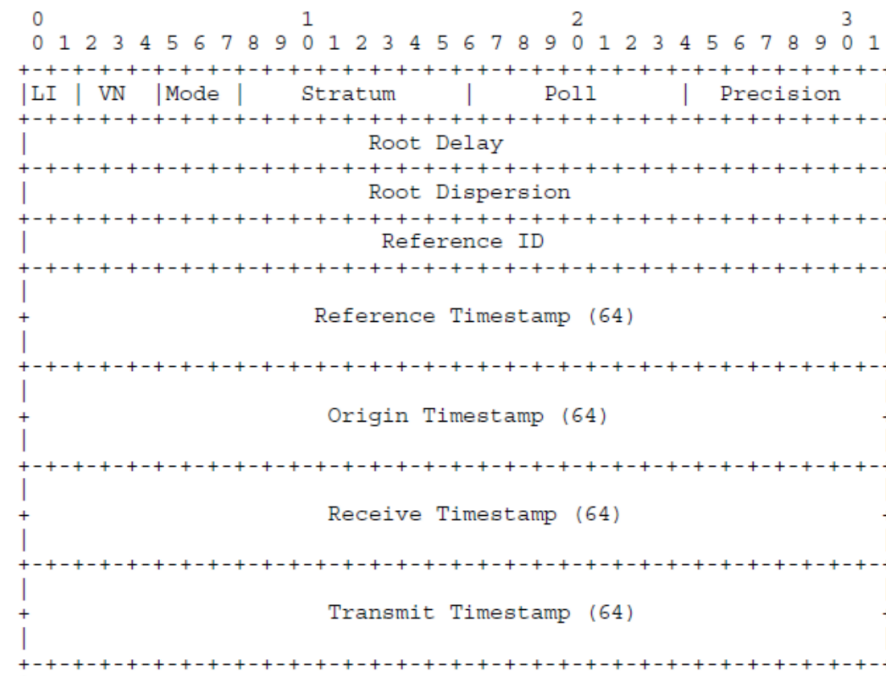 0                   1                   2                   3
0 1 2 3 4 5 6 7 8 9 0 1 2 3 4 5 6 7 8 9 0 1 2 3 4 5 6 7 8 9 0 1
+-+-+-+-+-+-+-+-+-+-+-+-+-+-+-+-+-+-+-+-+-+-+-+-+-+-+-+-+-+-+-+-
|LI | VN  |Mode |    Stratum     |     Poll      |  Precision
+-+-+-+-+-+-+-+-+-+-+-+-+-+-+-+-+-+-+-+-+-+-+-+-+-+-+-+-+-+-+-+-
|                         Root Delay
+-+-+-+-+-+-+-+-+-+-+-+-+-+-+-+-+-+-+-+-+-+-+-+-+-+-+-+-+-+-+-+-
|                         Root Dispersion
+-+-+-+-+-+-+-+-+-+-+-+-+-+-+-+-+-+-+-+-+-+-+-+-+-+-+-+-+-+-+-+-
|                          Reference ID
+-+-+-+-+-+-+-+-+-+-+-+-+-+-+-+-+-+-+-+-+-+-+-+-+-+-+-+-+-+-+-+-
|
+                     Reference Timestamp (64)
|
+-+-+-+-+-+-+-+-+-+-+-+-+-+-+-+-+-+-+-+-+-+-+-+-+-+-+-+-+-+-+-+-
|
+                      Origin Timestamp (64)
|
+-+-+-+-+-+-+-+-+-+-+-+-+-+-+-+-+-+-+-+-+-+-+-+-+-+-+-+-+-+-+-+-
|
+                      Receive Timestamp (64)
|
+-+-+-+-+-+-+-+-+-+-+-+-+-+-+-+-+-+-+-+-+-+-+-+-+-+-+-+-+-+-+-+-
|
+                      Transmit Timestamp (64)
|
+-+-+-+-+-+-+-+-+-+-+-+-+-+-+-+-+-+-+-+-+-+-+-+-+-+-+-+-+-+-+-+-